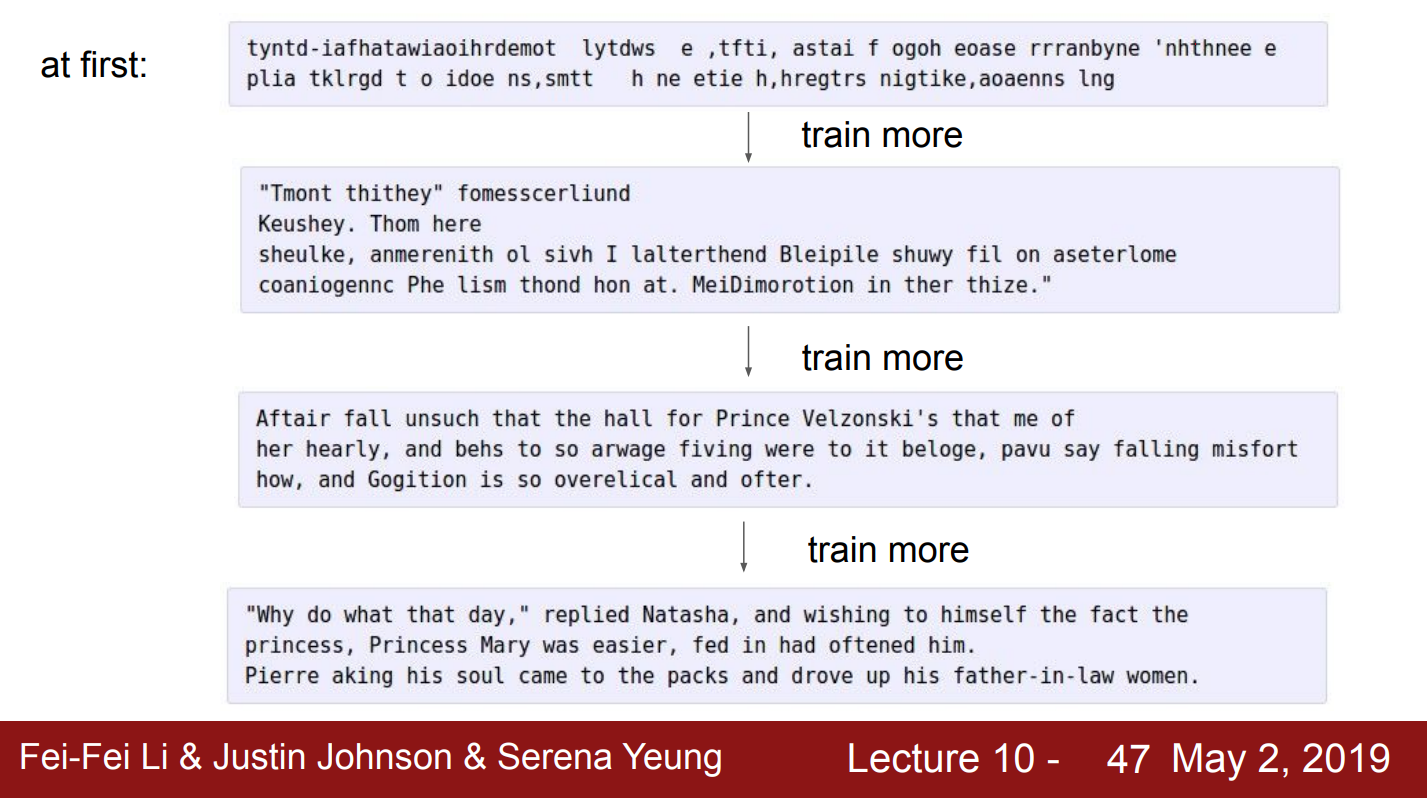 at first:
tyntd-iafhatawiaoihrdemot  lytdws  e ,tfti, astai f ogoh eoase rrranbyne 'nhthnee e
plia tklrgd t o idoe ns,smtt   h ne etie h,hregtrs nigtike,aoaenns lng
train more
"Tmont thithey" fomesscerliund
Keushey. Thom here
sheulke, anmerenith ol sivh I lalterthend Bleipile shuwy fil on aseterlome
coaniogennc Phe lism thond hon at. MeiDimorotion in ther thize."
train more
Aftair fall unsuch that the hall for Prince Velzonski's that me of
her hearly, and behs to so arwage fiving were to it beloge, pavu say falling misfort
how, and Gogition is so overelical and ofter.
train more
"Why do what that day," replied Natasha, and wishing to himself the fact the
princess, Princess Mary was easier, fed in had oftened him.
Pierre aking his soul came to the packs and drove up his father-in-law women.
Fei-Fei Li & Justin Johnson & Serena Yeung Lecture 10 - 47 May 2, 2019